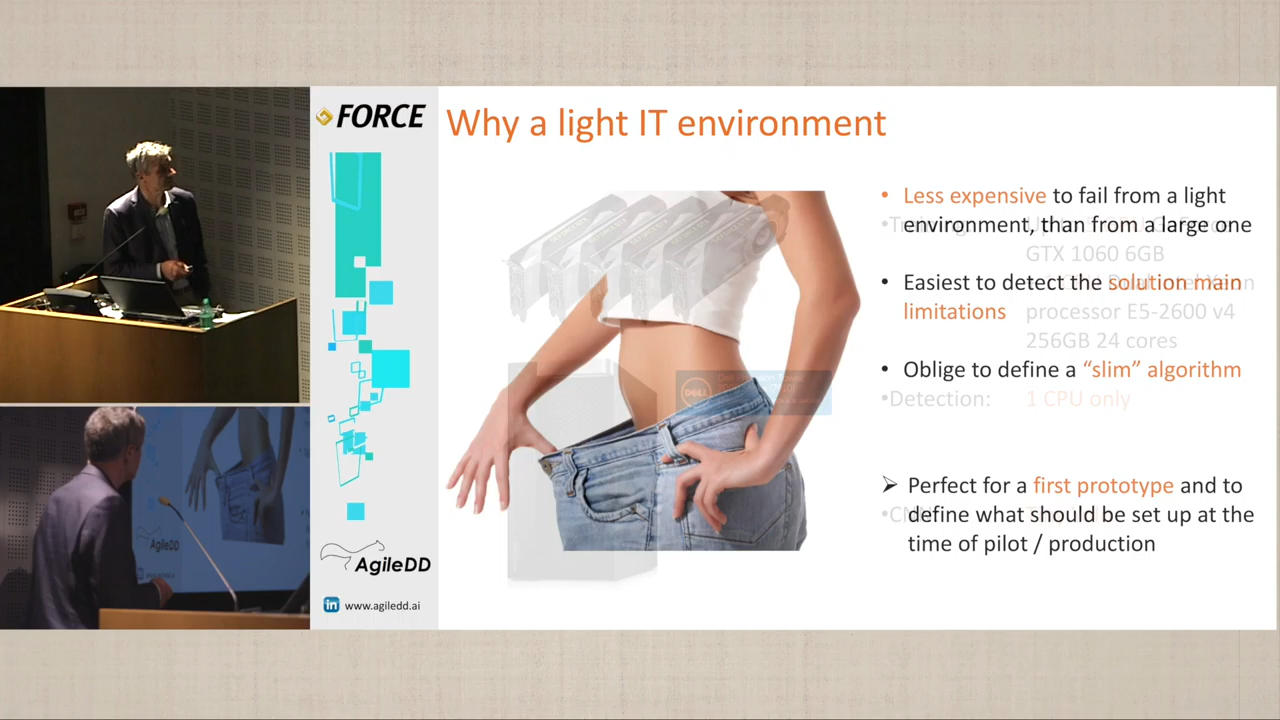 FORCE
Why a light IT environment
• Less expensive to fail from a light
environment, than from a large one
GTX 1060 6GB
• Easiest to detect the solution main
limitations
processor E5-2600 v4
256GB 24 cores
• Oblige to define a “slim” algorithm
•Detection: 1 CPU only
➢ Perfect for a first prototype and to
define what should be set up at the
time of pilot / production
AgileDD
in www.agiledd.ai
AgileDD
DELL